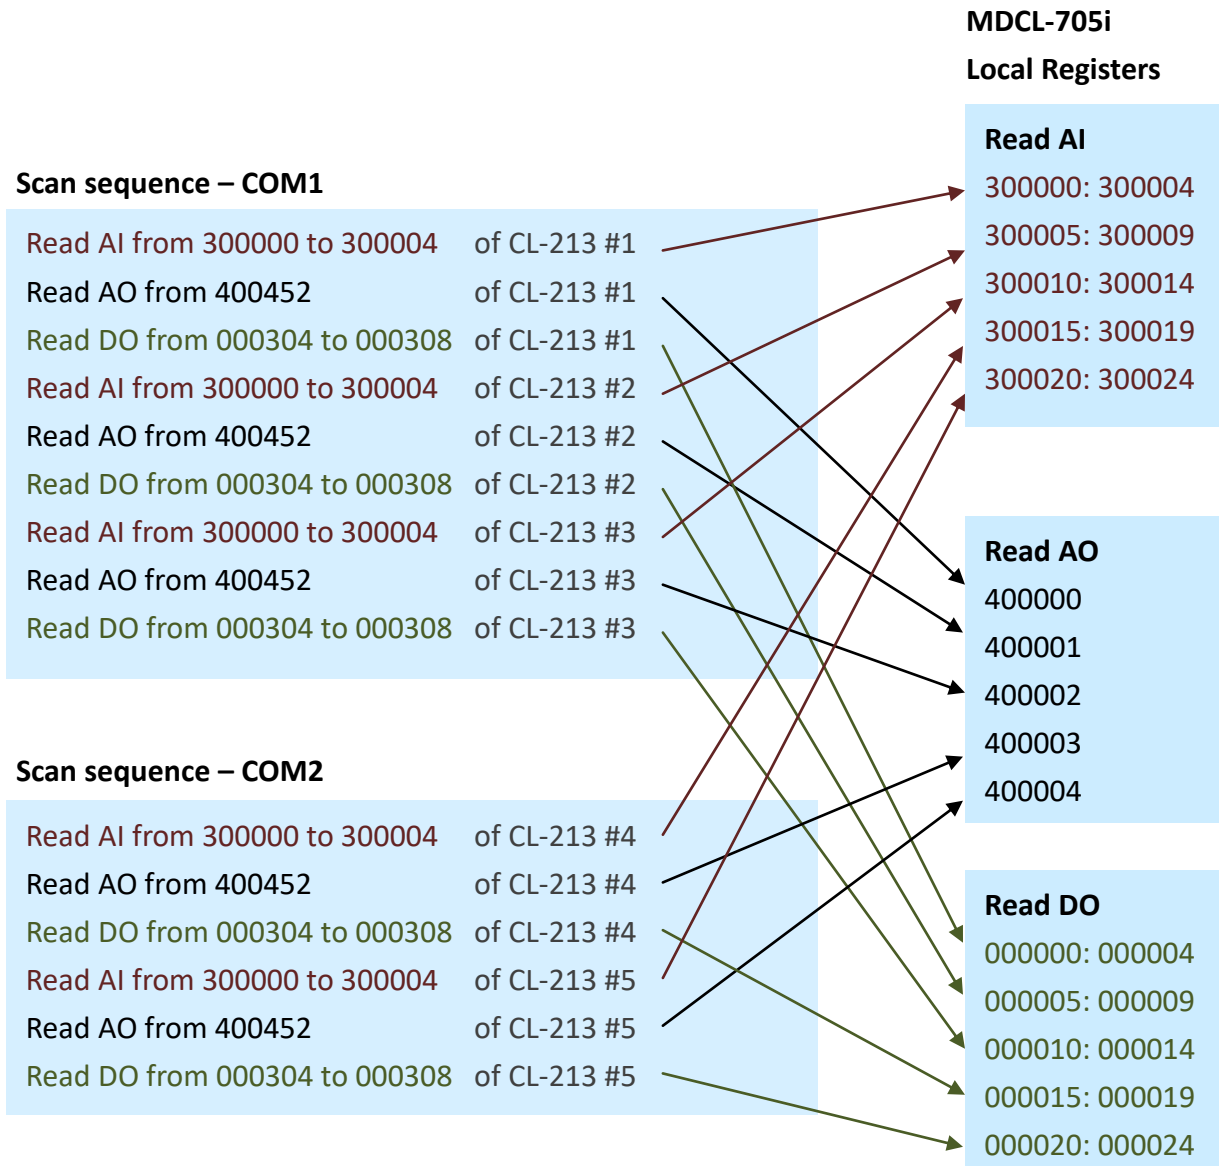 MDCL-705i
Local Registers
Scan sequence – COM1
Read AI from 300000 to 300004 of CL-213 #1
Read AO from 400452 of CL-213 #1
Read DO from 000304 to 000308 of CL-213 #1
Read AI from 300000 to 300004 of CL-213 #2
Read AO from 400452 of CL-213 #2
Read DO from 000304 to 000308 of CL-213 #2
Read AI from 300000 to 300004 of CL-213 #3
Read AO from 400452 of CL-213 #3
Read DO from 000304 to 000308 of CL-213 #3
Scan sequence – COM2
Read AI from 300000 to 300004 of CL-213 #4
Read AO from 400452 of CL-213 #4
Read DO from 000304 to 000308 of CL-213 #4
Read AI from 300000 to 300004 of CL-213 #5
Read AO from 400452 of CL-213 #5
Read DO from 000304 to 000308 of CL-213 #5
Read AI
300000: 300004
300005: 300009
300010: 300014
300015: 300019
300020: 300024
Read AO
400000
400001
400002
400003
400004
Read DO
000000: 000004
000005: 000009
000010: 000014
000015: 000019
000020: 000024